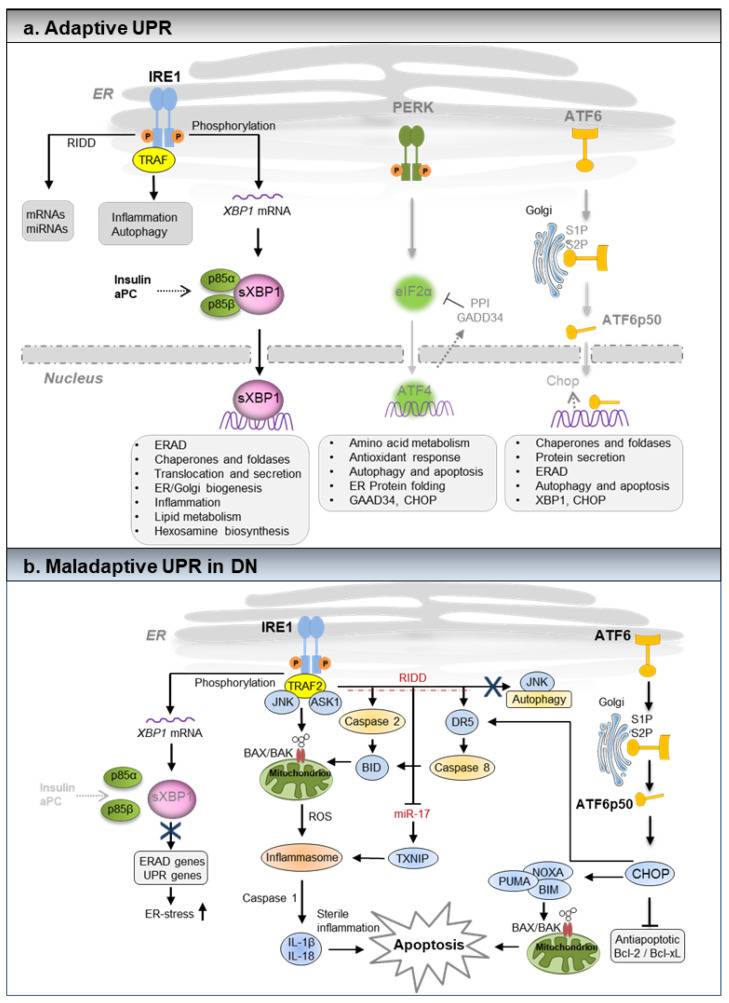 a. Adaptive UPR
IRE1
ER
PERK
ATF6
P
P
Phosphorylation
RIDD
TRAF
P
P
mRNAs
miRNAs
Inflammation
Autophagy
XBP1 mRNA
Golgi
S1P
S2P
Insulin
aPC
p85α
p85β
sXBP1
eIF2α
PPI
GADD34
ATF6p50
Nucleus
sXBP1
ATF4
Chop
• ERAD
• Chaperones and foldases
• Translocation and secretion
• ER/Golgi biogenesis
• Inflammation
• Lipid metabolism
• Hexosamine biosynthesis
• Amino acid metabolism
• Antioxidant response
• Autophagy and apoptosis
• ER Protein folding
• GAAD34, CHOP
• Chaperones and foldases
• Protein secretion
• ERAD
• Autophagy and apoptosis
• XBP1, CHOP
b. Maladaptive UPR in DN
IRE1
ER
ATF6
P
P
Phosphorylation
TRAF2
JNK
ASK1
RIDD
JNK
Autophagy
Golgi
S1P
S2P
XBP1 mRNA
Caspase 2
DR5
BAX/BAK
Mitochondrion
BID
Caspase 8
Insulin
aPC
p85α
p85β
sXBP1
ATF6p50
miR-17
ROS
ERAD genes
UPR genes
Inflammasome
TXNIP
CHOP
NOXA
PUMA
BIM
ER-stress
Caspase 1
Sterile
inflammation
IL-1β
IL-18
Apoptosis
BAX/BAK
Mitochondrion
Antiapoptotic
Bcl-2 / Bcl-xL